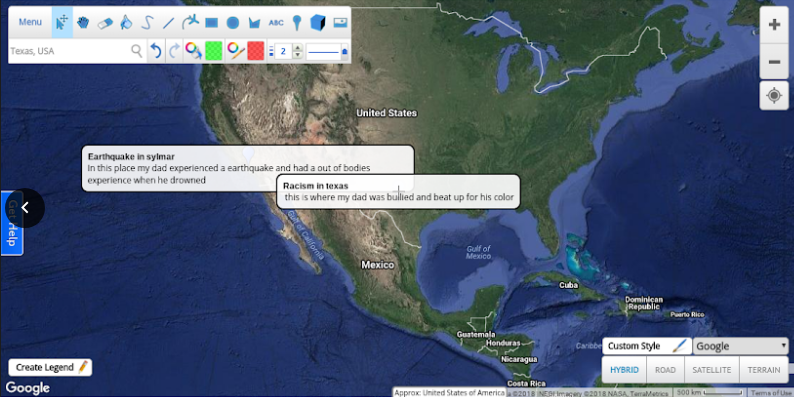 Menu
ABC
Texas, USA
2
United States
Earthquake in sylmar
In this place my dad experienced a earthquake and had a out of bodies
experience when he drowned
Racism in texas
this is where my dad was bullied and beat up for his color
Get Help
Gulf of
California
Gulf of
Mexico
Mexico
Cuba
Dominican
Republic
Puerto Rico
Guatemala
Honduras
Caribbe
Nicaragua
Costa Rica
Custom Style
Google
HYBRID
ROAD
SATELLITE
TERRAIN
Create Legend
Google
Approx: United States of America
©2018 INEGI Imagery ©2018 NASA, TerraMetrics
500 km
Terms of Use